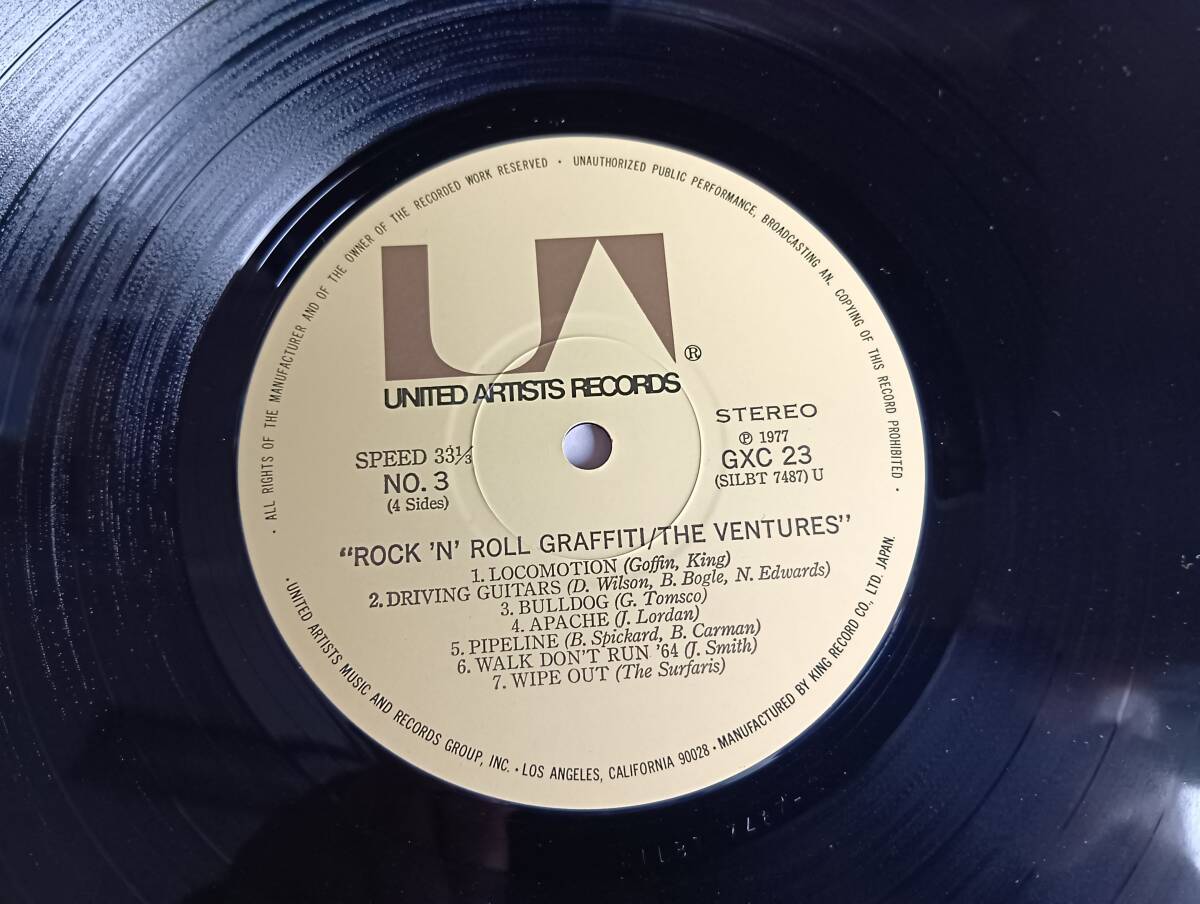 · ALL RIGHTS OF THE MANUFACTURER AND OF THE OWNER OF THE RECORDED WORK RESERVED · UNAUTHORIZED PUBLIC PERFORMANCE, BROADCASTING AN. COPYING OF THIS RECORD PROHIBITED ·
UA
®
UNITED ARTISTS RECORDS
SPEED 33⅓
NO. 3
(4 Sides)
STEREO
℗ 1977
GXC 23
(SILBT 7487) U
“ROCK ’N’ ROLL GRAFFITI/THE VENTURES”
1. LOCOMOTION (Goffin, King)
2. DRIVING GUITARS (D. Wilson, B. Bogle, N. Edwards)
3. BULLDOG (G. Tomsco)
4. APACHE (J. Lordan)
5. PIPELINE (B. Spickard, B. Carman)
6. WALK DON'T RUN '64 (J. Smith)
7. WIPE OUT (The Surfaris)
· UNITED ARTISTS MUSIC AND RECORDS GROUP, INC. · LOS ANGELES, CALIFORNIA 90028 · MANUFACTURED BY KING RECORD CO., LTD. JAPAN.